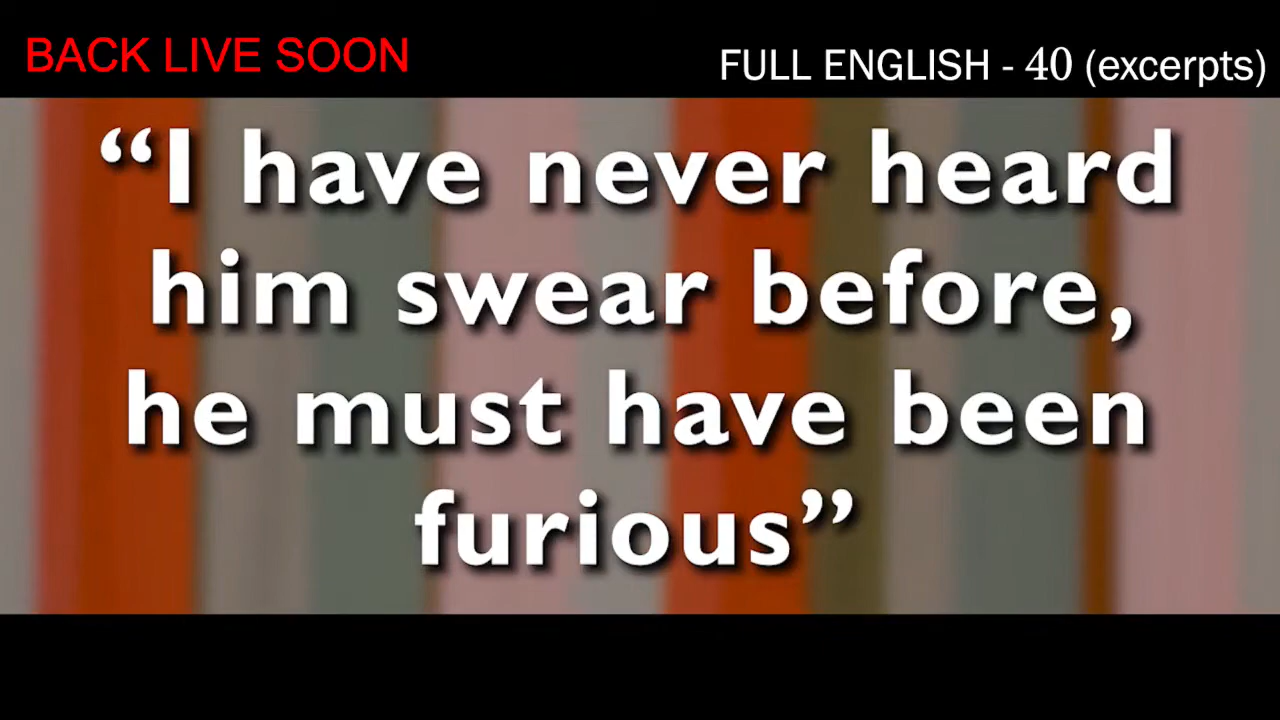 BACK LIVE SOON
FULL ENGLISH - 40 (excerpts)
“I have never heard
him swear before,
he must have been
furious”